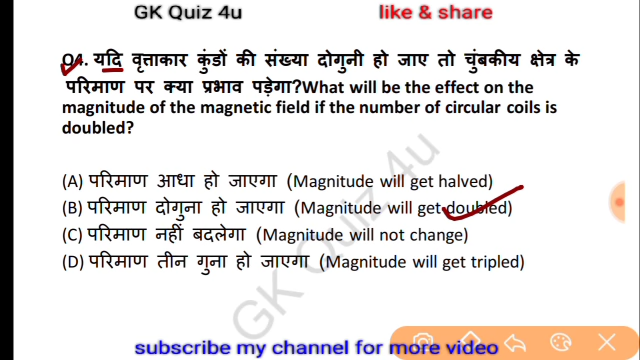 GK Quiz 4u like & share
Q4. यदि वृत्ताकार कुंडों की संख्या दोगुनी हो जाए तो चुंबकीय क्षेत्र के
परिमाण पर क्या प्रभाव पड़ेगा?What will be the effect on the
magnitude of the magnetic field if the number of circular coils is
doubled?
(A) परिमाण आधा हो जाएगा (Magnitude will get halved)
(B) परिमाण दोगुना हो जाएगा (Magnitude will get doubled)
(C) परिमाण नहीं बदलेगा (Magnitude will not change)
(D) परिमाण तीन गुना हो जाएगा (Magnitude will get tripled)
GK Quiz 4u
subscribe my channel for more video